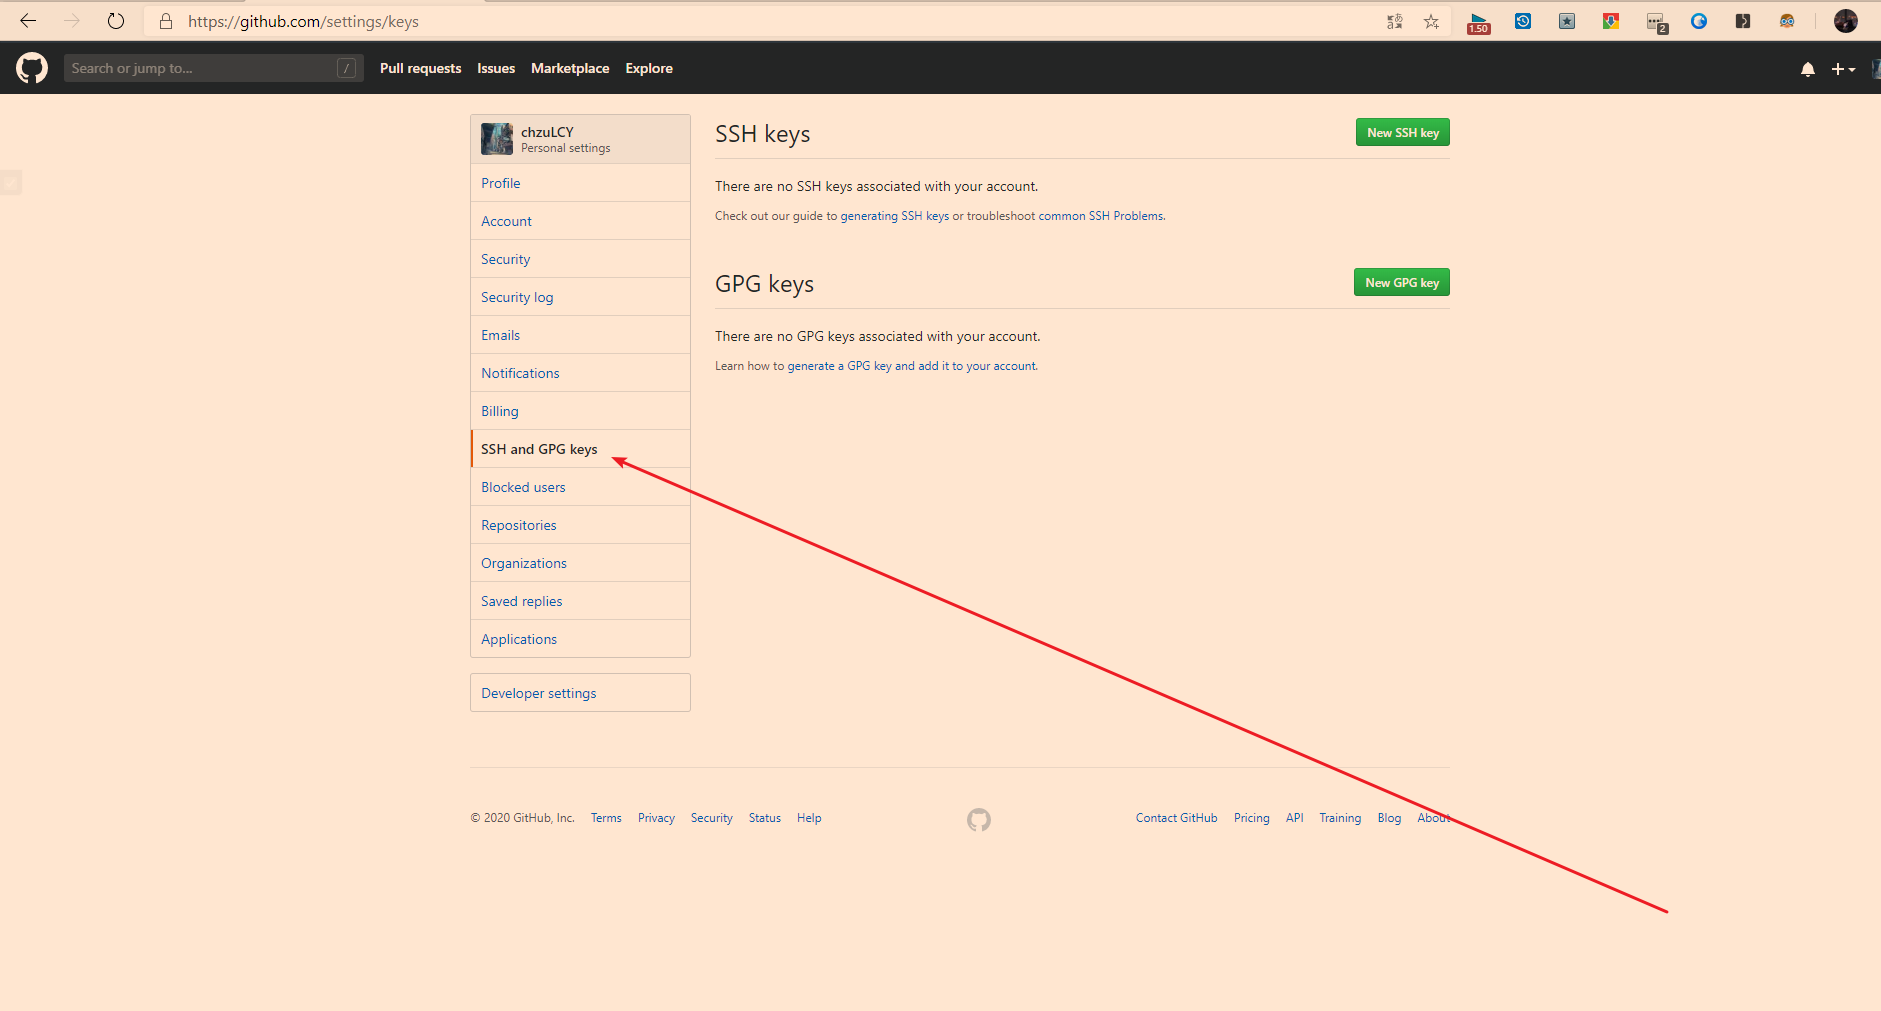 https://github.com/settings/keys
1.50
2
Search or jump to...
/
Pull requests Issues Marketplace Explore
chzuLCY
Personal settings
Profile
Account
Security
Security log
Emails
Notifications
Billing
SSH and GPG keys
Blocked users
Repositories
Organizations
Saved replies
Applications
Developer settings
SSH keys
New SSH key
There are no SSH keys associated with your account.
Check out our guide to generating SSH keys or troubleshoot common SSH Problems.
GPG keys
New GPG key
There are no GPG keys associated with your account.
Learn how to generate a GPG key and add it to your account.
© 2020 GitHub, Inc. Terms Privacy Security Status Help
Contact GitHub Pricing API Training Blog About